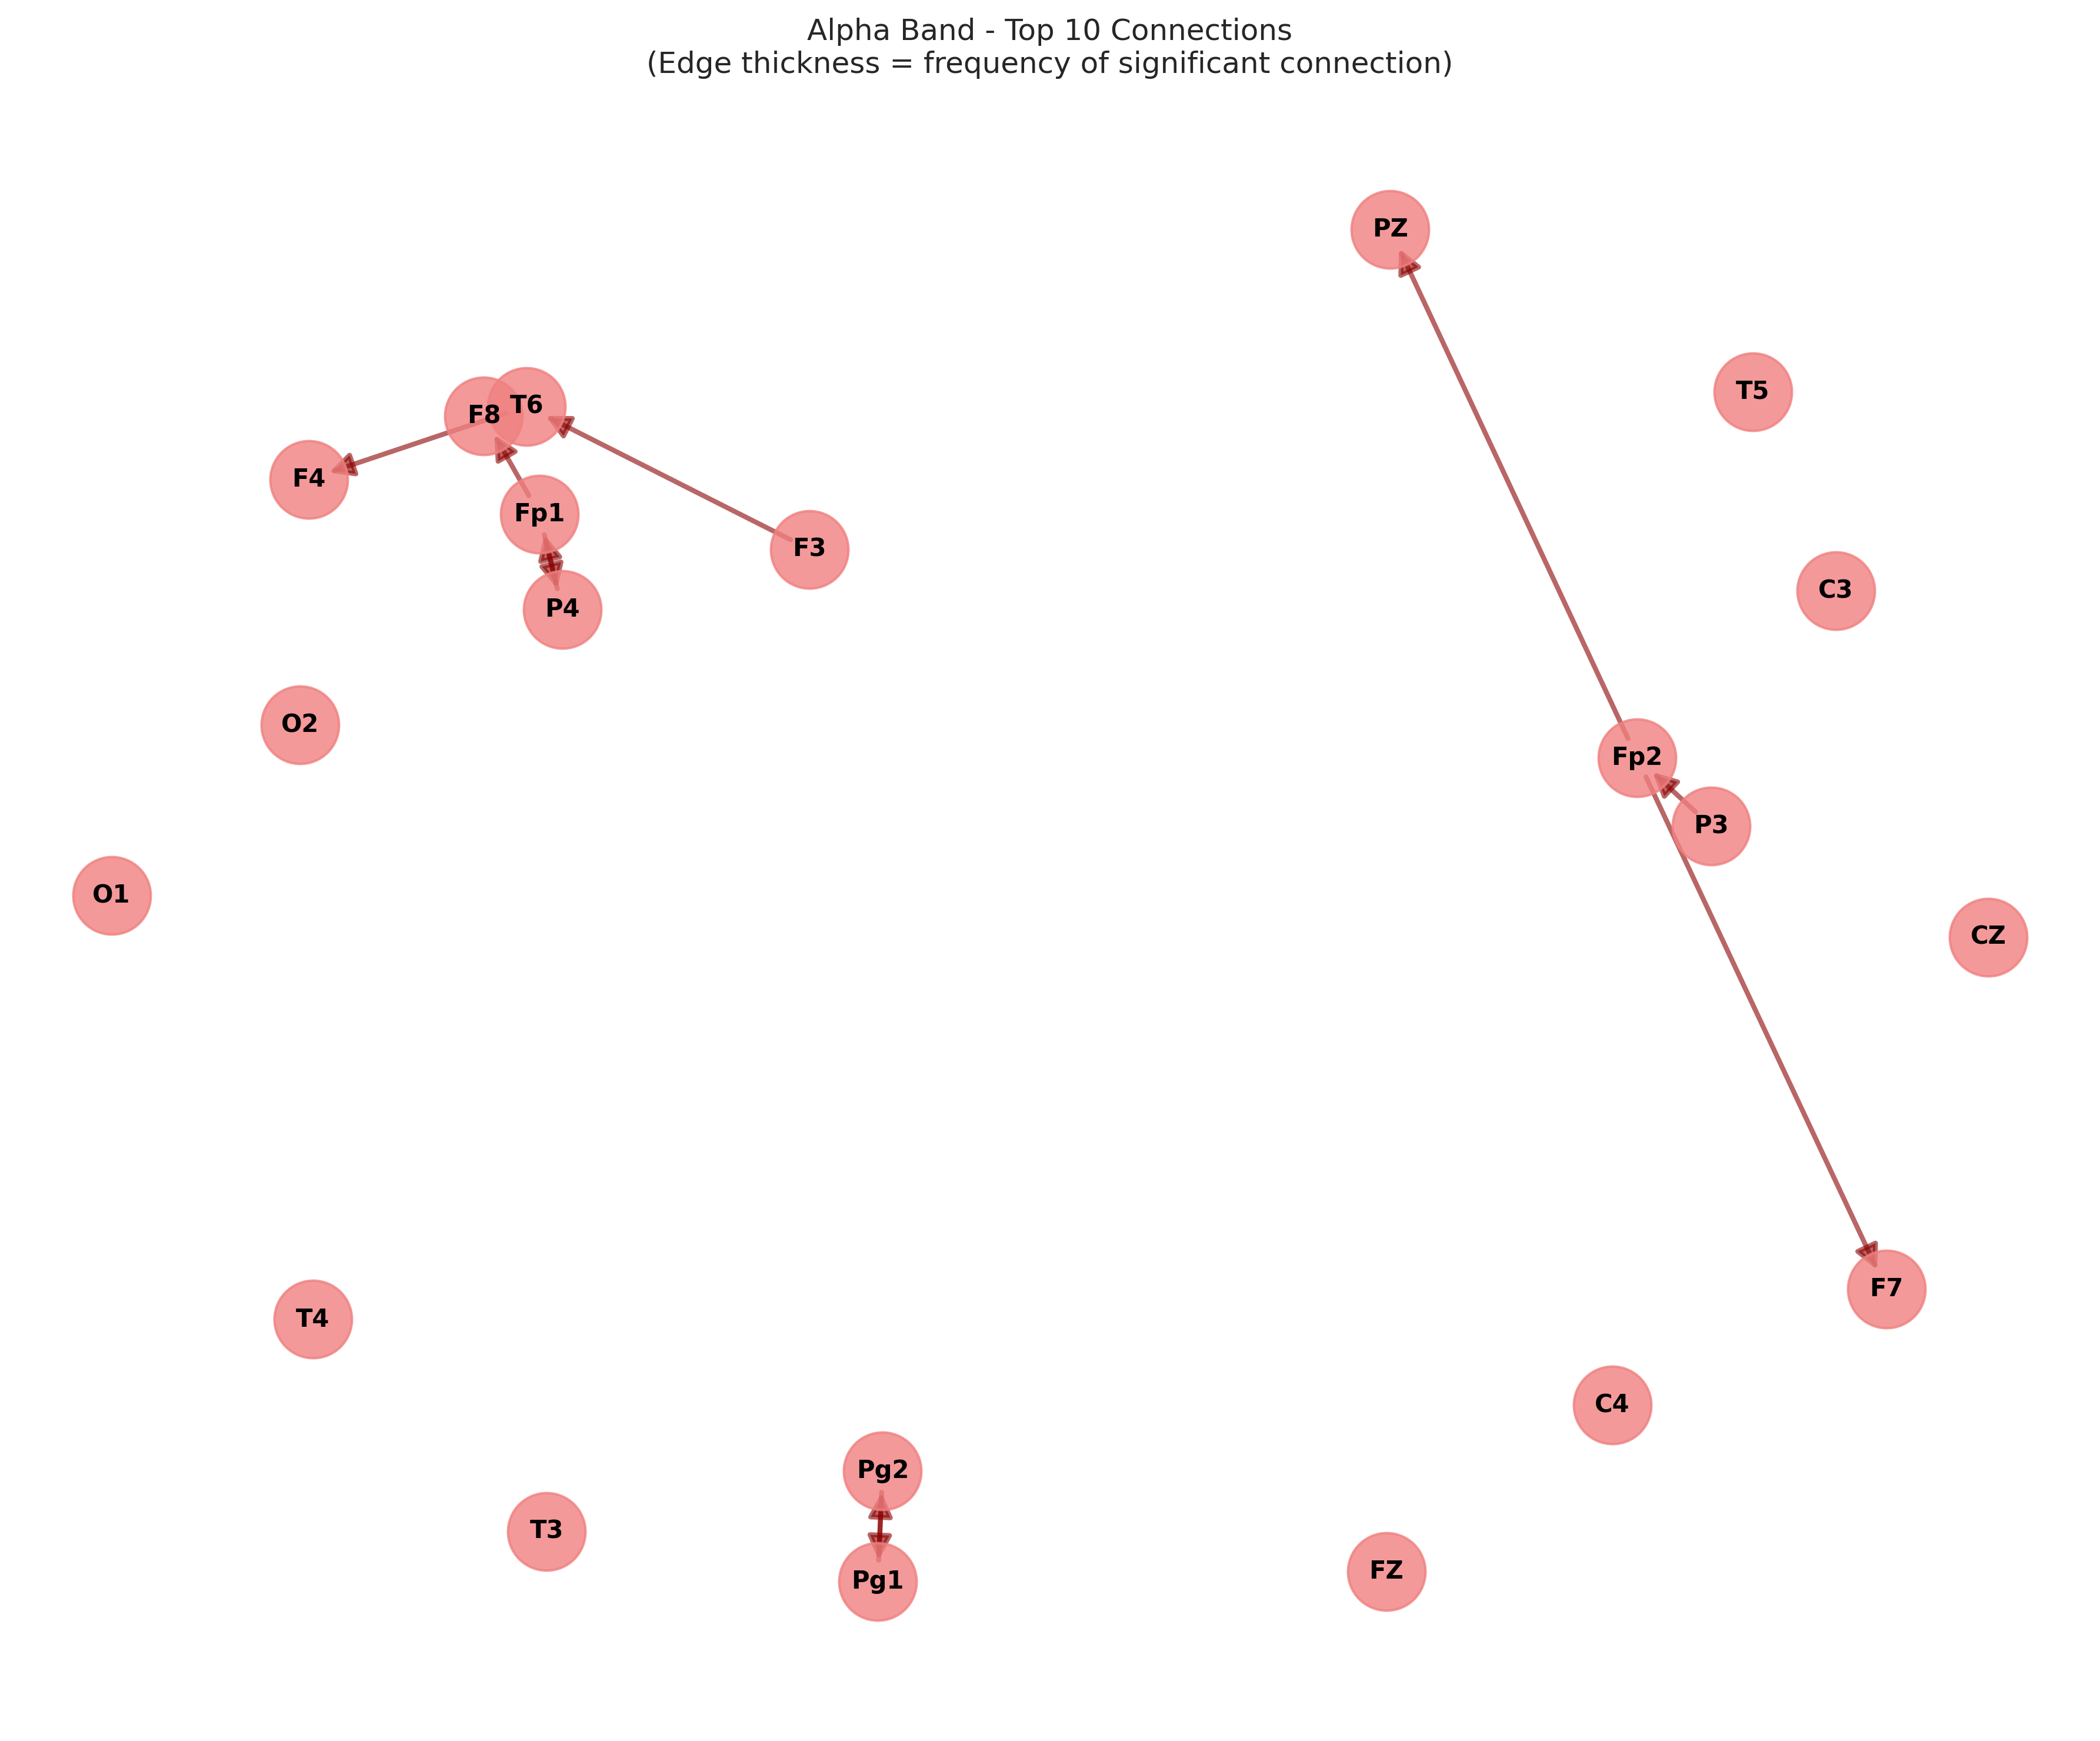 Alpha Band - Top 10 Connections
(Edge thickness = frequency of significant connection)
PZ
T5
T6
F8
F4
Fp1
F3
C3
P4
O2
Fp2
P3
O1
CZ
F7
T4
C4
Pg2
T3
FZ
Pg1